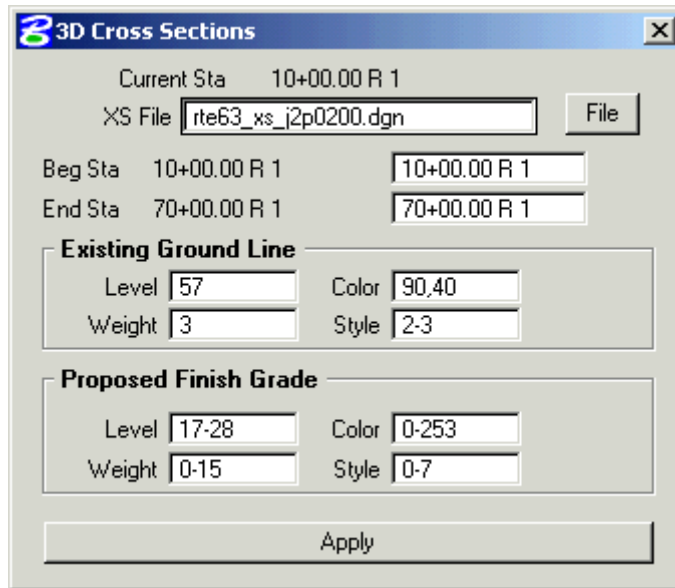 3D Cross Sections
Current Sta 10+00.00 R 1
XS File rte63_xs_j2p0200.dgn File
Beg Sta 10+00.00 R 1 10+00.00 R 1
End Sta 70+00.00 R 1 70+00.00 R 1
Existing Ground Line
Level 57 Color 90,40
Weight 3 Style 2-3
Proposed Finish Grade
Level 17-28 Color 0-253
Weight 0-15 Style 0-7
Apply